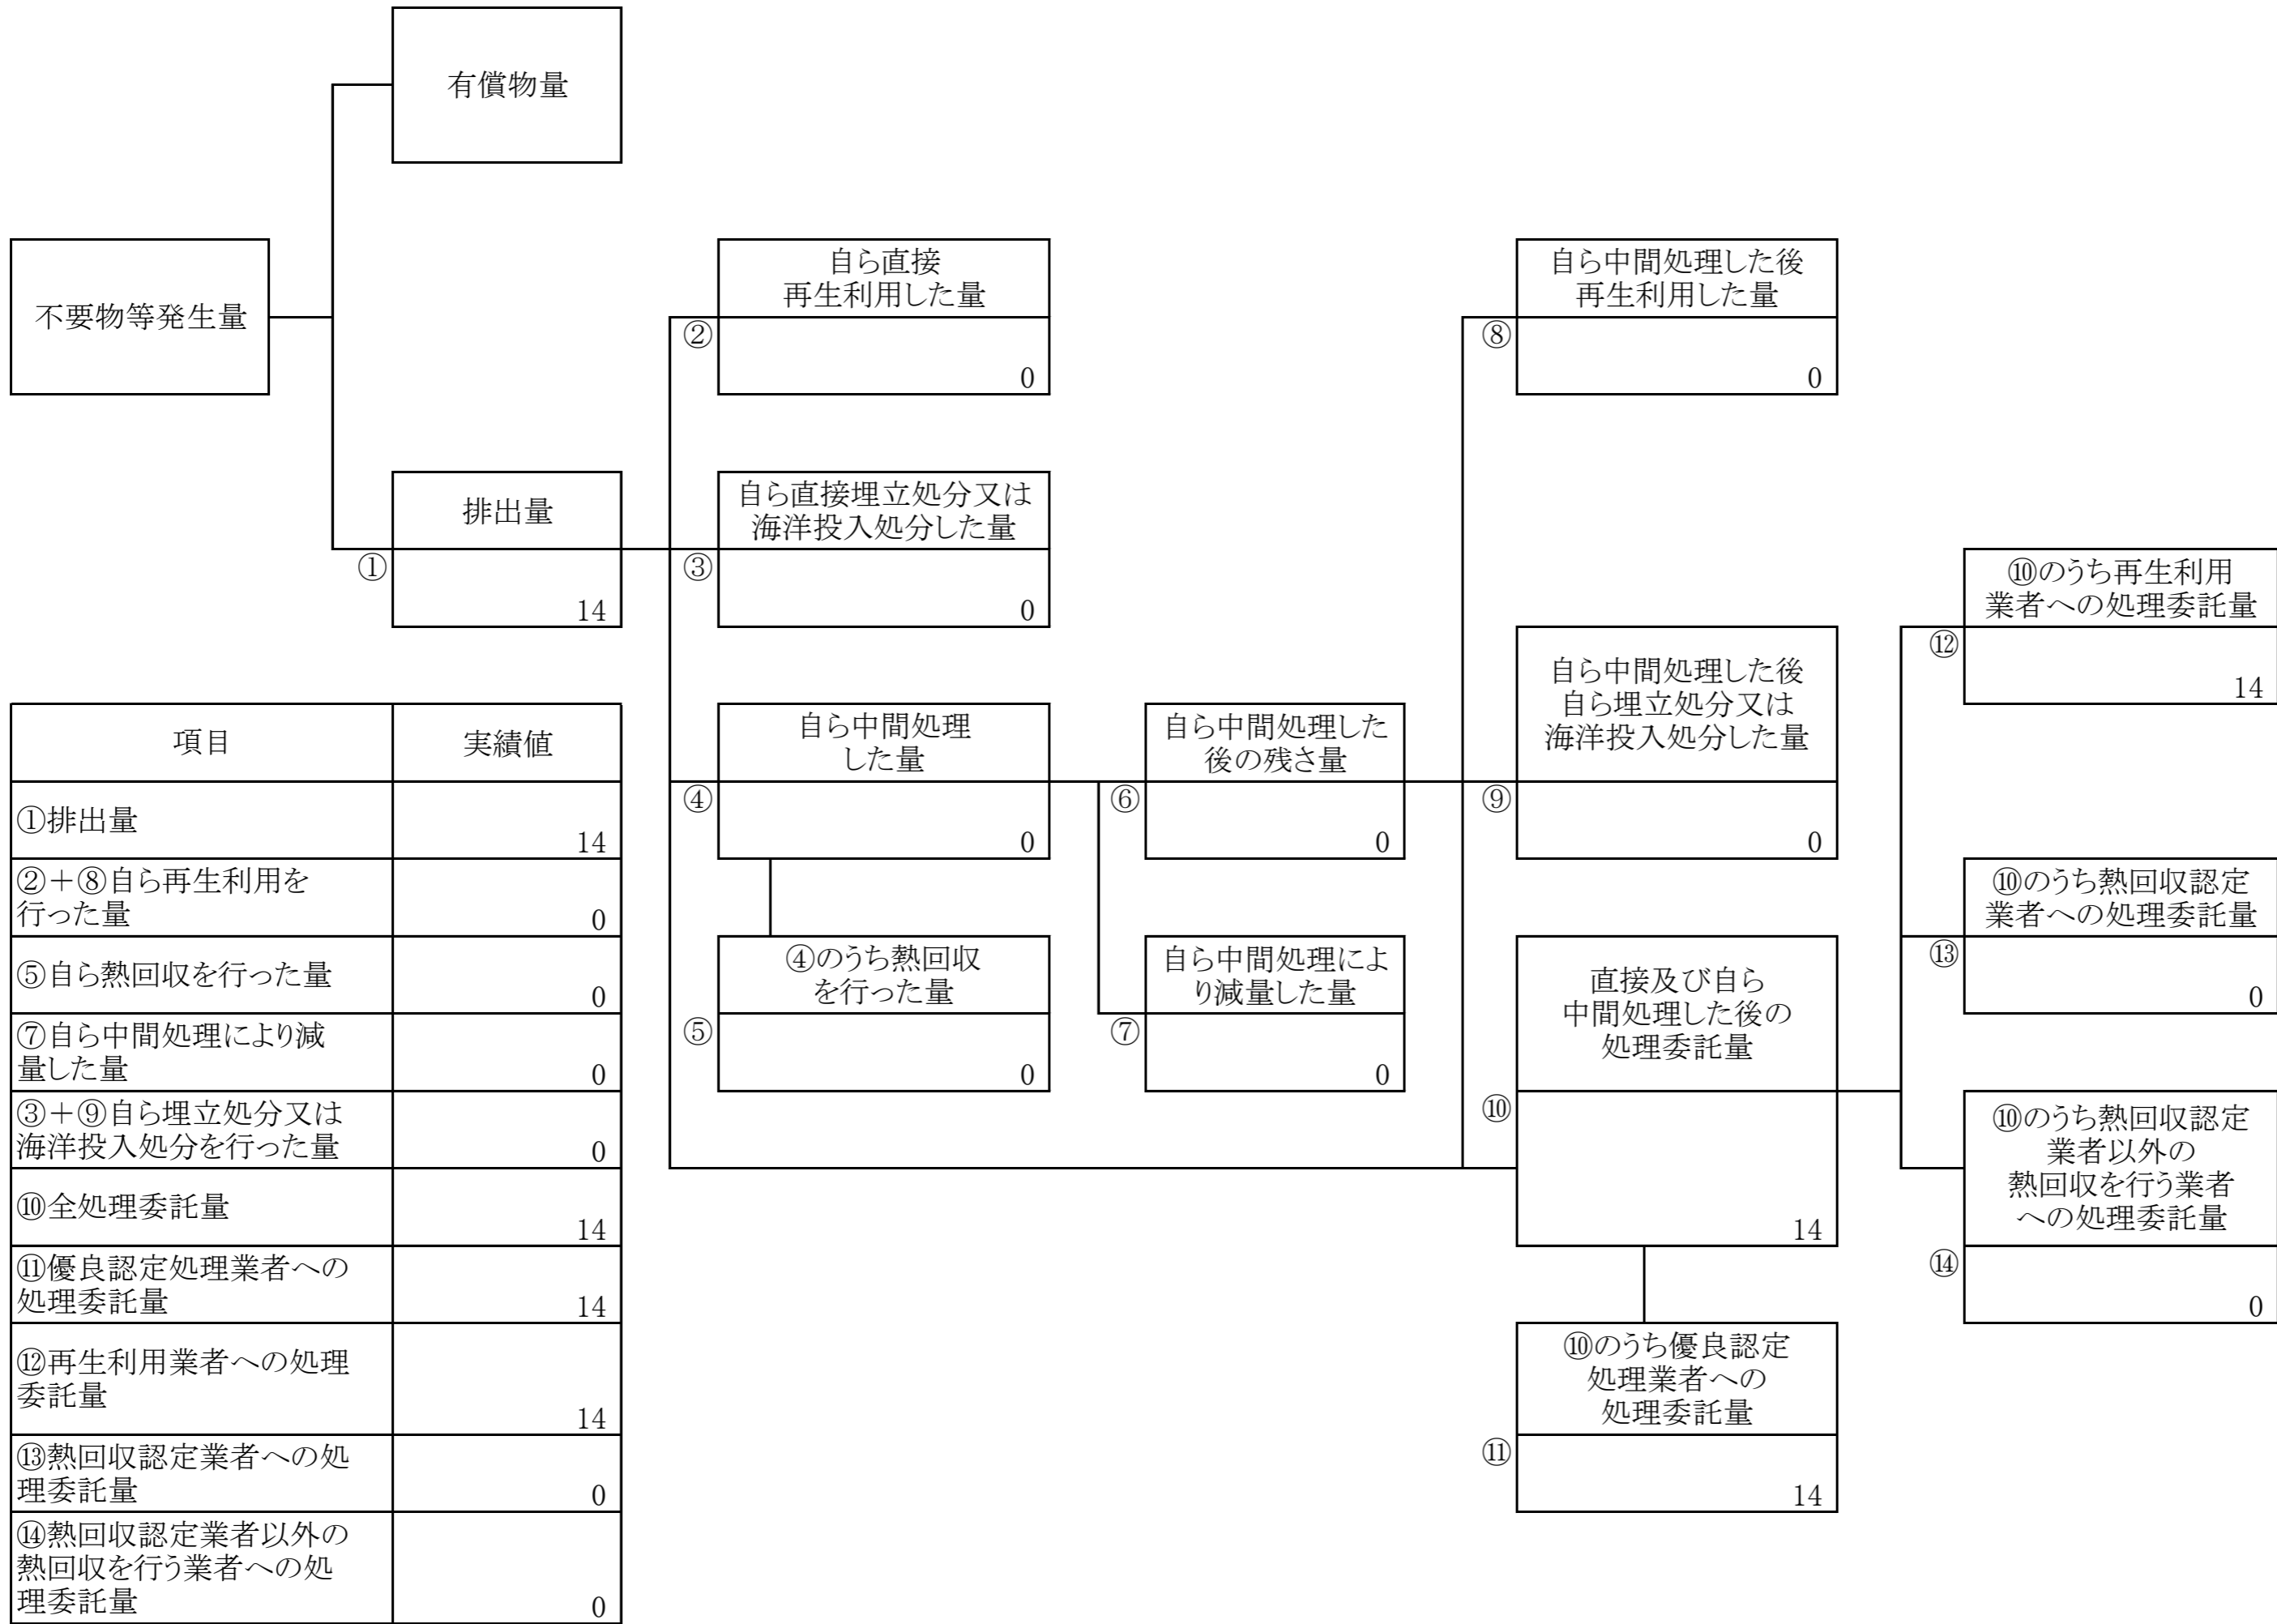 有償物量
不要物等発生量
自ら直接
再生利用した量
②
0
自ら中間処理した後
再生利用した量
⑧
0
排出量
①
14
自ら直接埋立処分又は
海洋投入処分した量
③
0
⑩のうち再生利用
業者への処理委託量
⑫
14
自ら中間処理
した量
④
0
自ら中間処理した
後の残さ量
⑥
0
自ら中間処理した後
自ら埋立処分又は
海洋投入処分した量
⑨
0
⑩のうち熱回収認定
業者への処理委託量
⑬
0
④のうち熱回収
を行った量
⑤
0
自ら中間処理によ
り減量した量
⑦
0
直接及び自ら
中間処理した後の
処理委託量
⑩
14
⑩のうち熱回収認定
業者以外の
熱回収を行う業者
への処理委託量
⑭
0
⑩のうち優良認定
処理業者への
処理委託量
⑪
14
項目 実績値
①排出量
14
②+⑧自ら再生利用を
行った量
0
⑤自ら熱回収を行った量
0
⑦自ら中間処理により減
量した量
0
③+⑨自ら埋立処分又は
海洋投入処分を行った量
0
⑩全処理委託量
14
⑪優良認定処理業者への
処理委託量
14
⑫再生利用業者への処理
委託量
14
⑬熱回収認定業者への処
理委託量
0
⑭熱回収認定業者以外の
熱回収を行う業者への処
理委託量
0